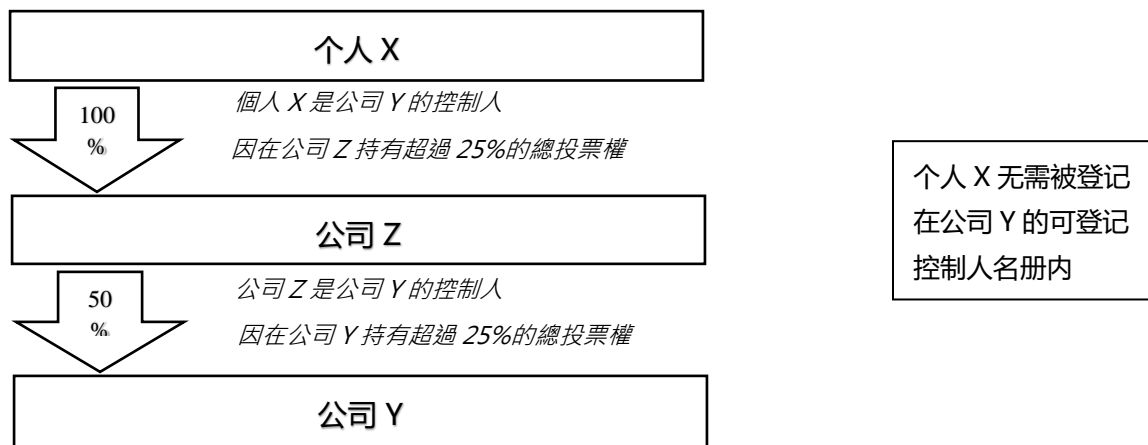 个人 X
100
%
個人 X 是公司 Y 的控制人
因在公司 Z 持有超過 25%的總投票權
公司 Z
50
%
公司 Z 是公司 Y 的控制人
因在公司 Y 持有超過 25%的總投票權
公司 Y
个人 X 无需被登记
在公司 Y 的可登记
控制人名册内